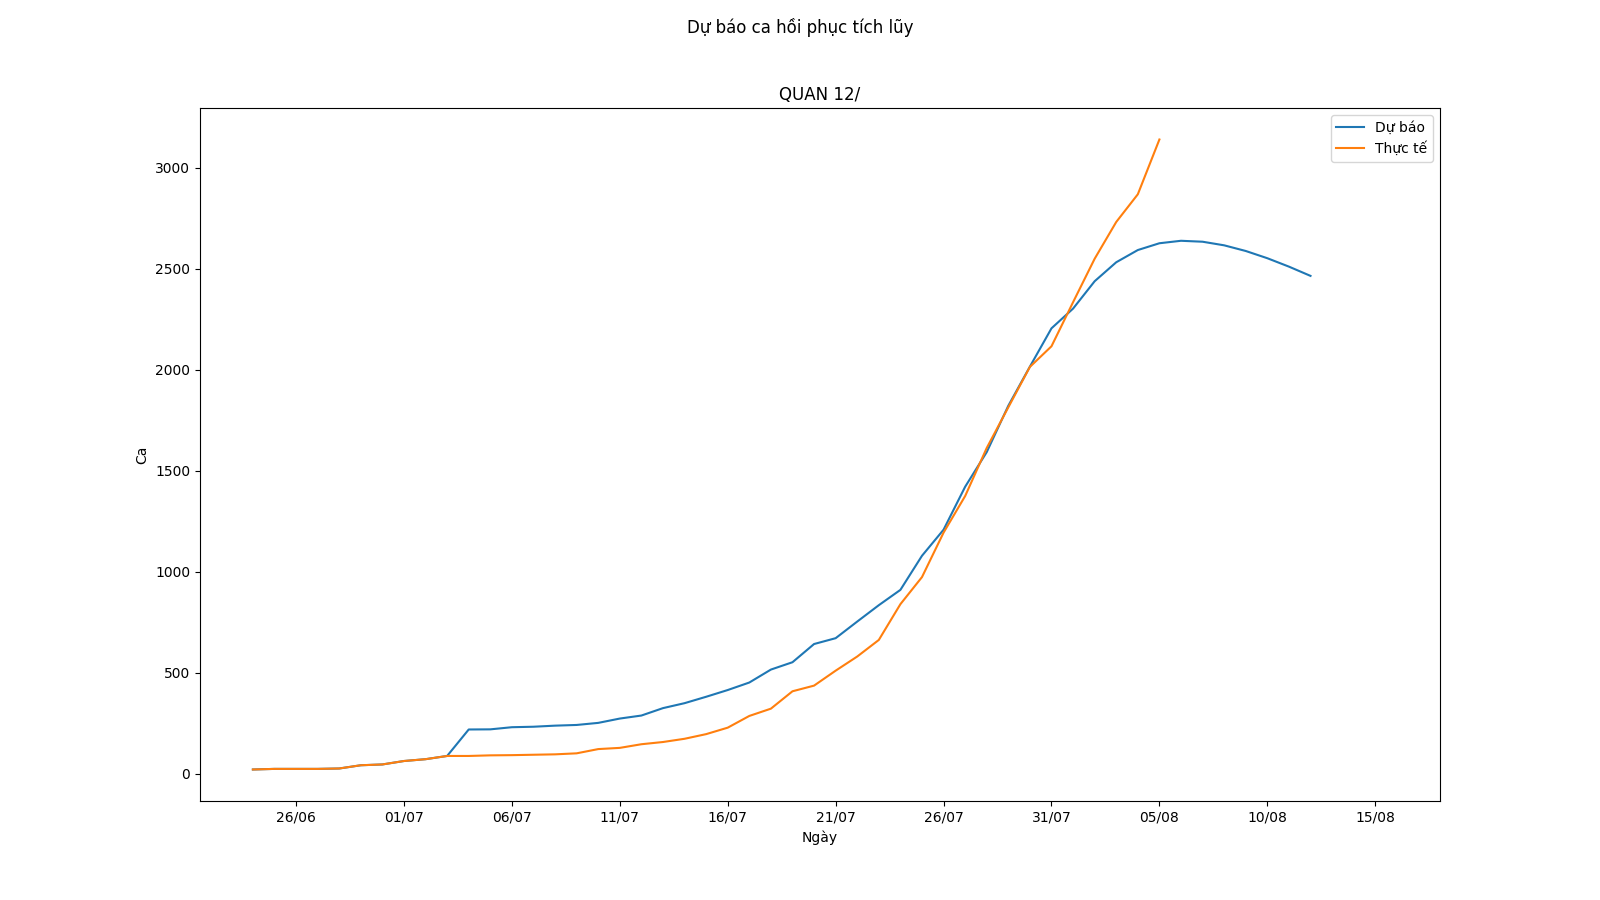 Dự báo ca hồi phục tích lũy
QUAN 12/
Dự báo
Thực tế
3000
2500
2000
1500
1000
500
0
Ca
26/06 01/07 06/07 11/07 16/07 21/07 26/07 31/07 05/08 10/08 15/08
Ngày